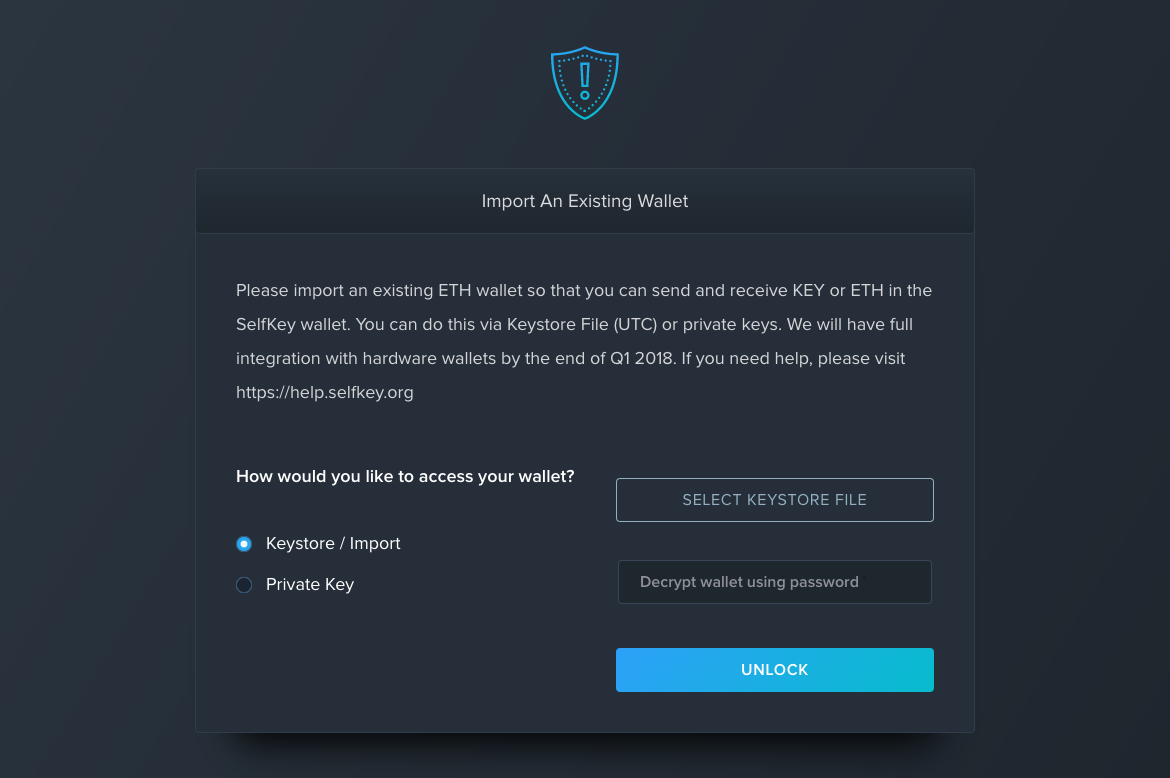 Import An Existing Wallet
Please import an existing ETH wallet so that you can send and receive KEY or ETH in the
SelfKey wallet. You can do this via Keystore File (UTC) or private keys. We will have full
integration with hardware wallets by the end of Q1 2018. If you need help, please visit
https://help.selfkey.org
How would you like to access your wallet?
Keystore / Import
Private Key
SELECT KEYSTORE FILE
Decrypt wallet using password
UNLOCK